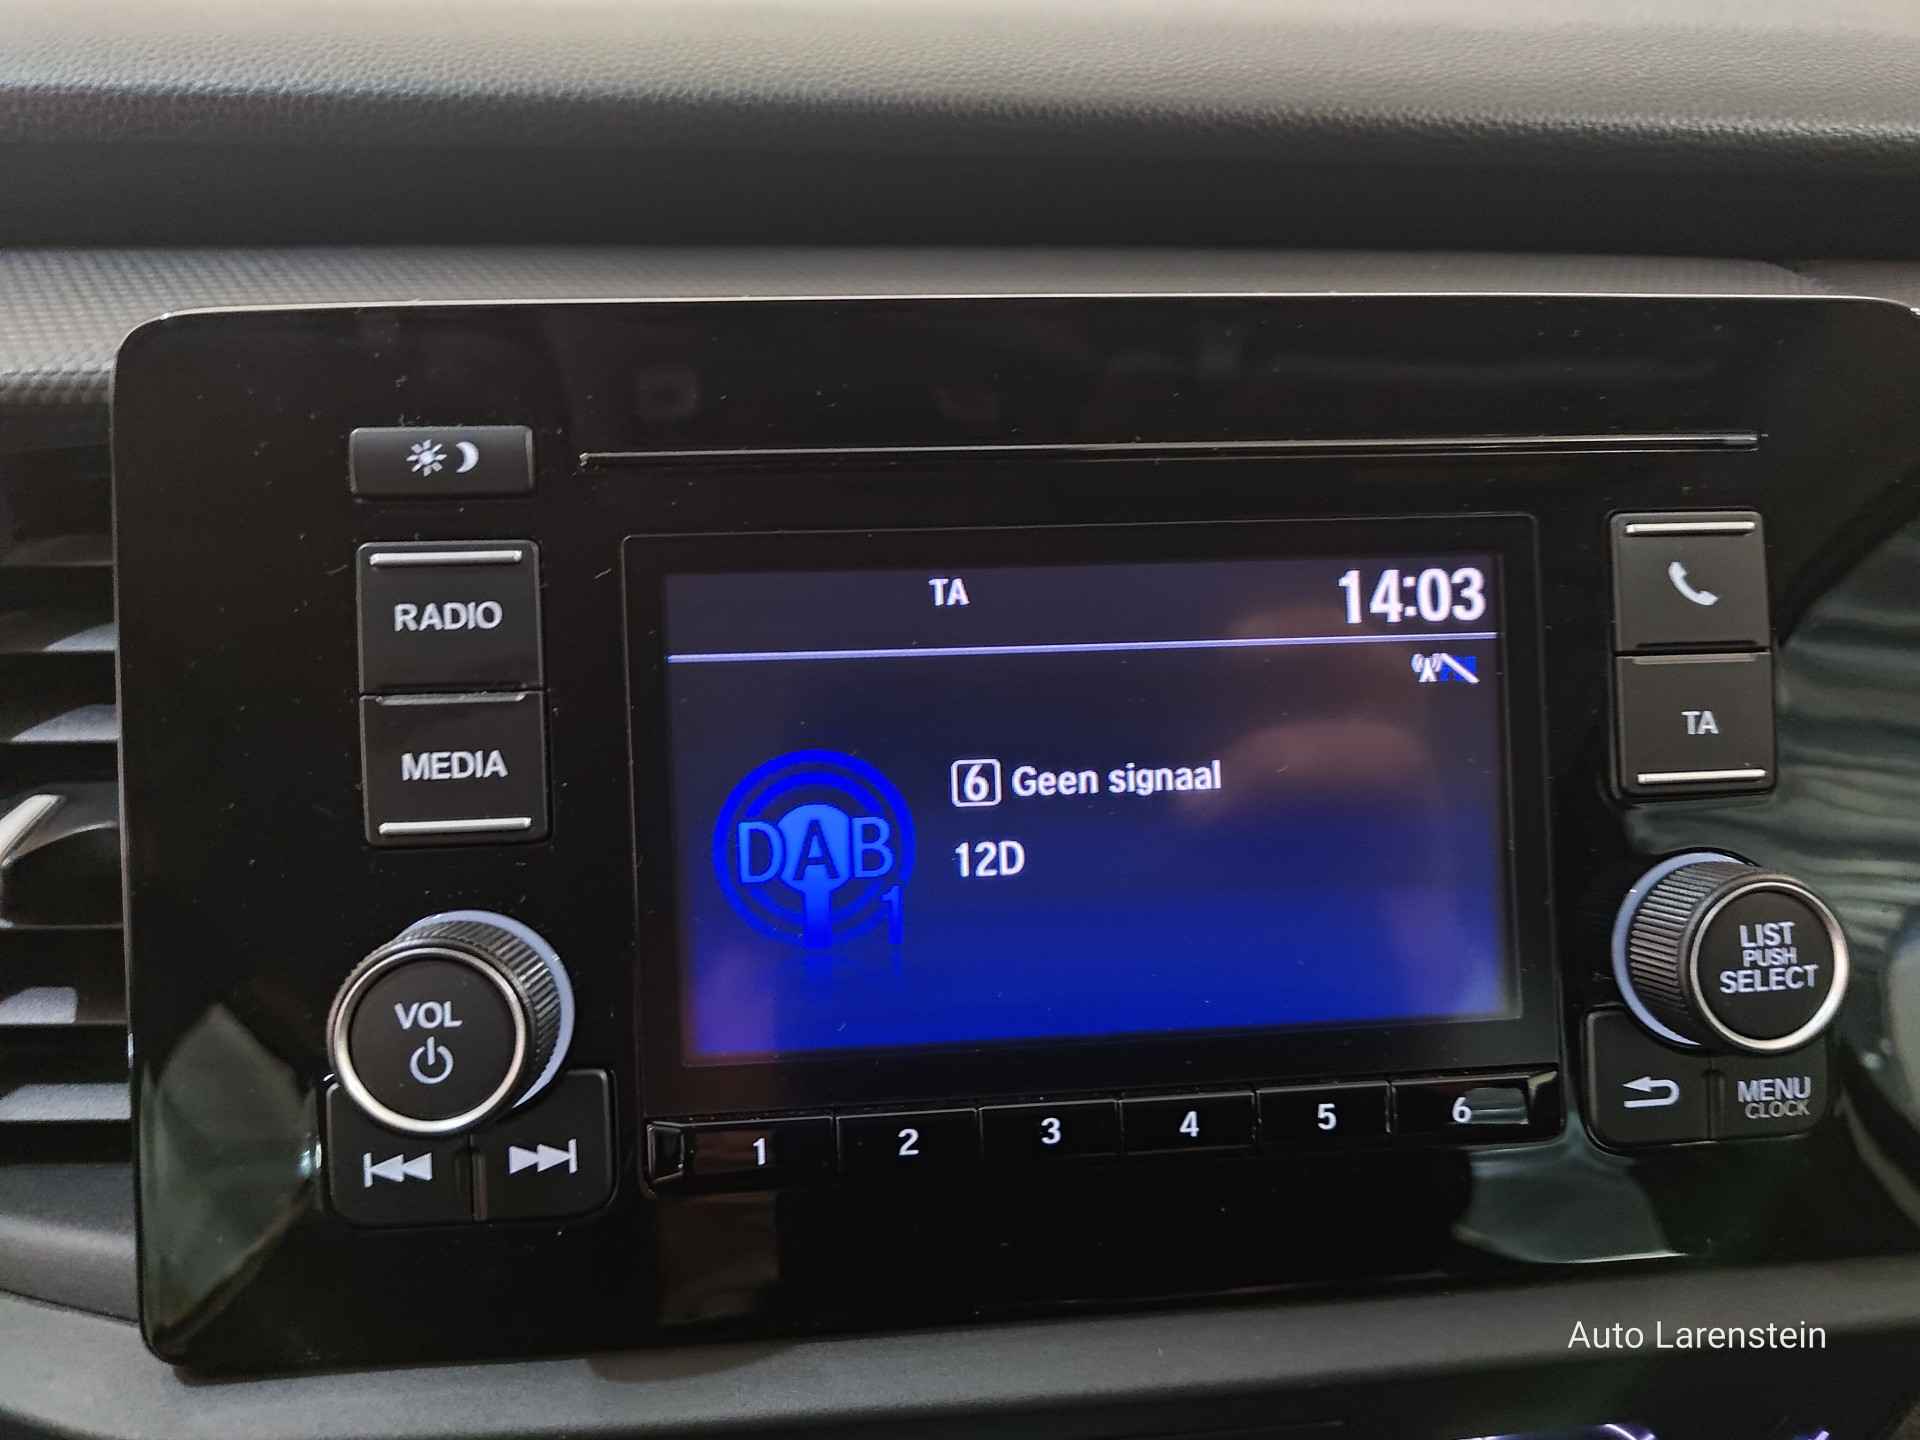 RADIO
MEDIA
VOL
TA
14:03
DAB
1
6 Geen signaal
12D
1 2 3 4 5 6
TA
LIST
PUSH
SELECT
MENU
CLOCK
Auto Larenstein